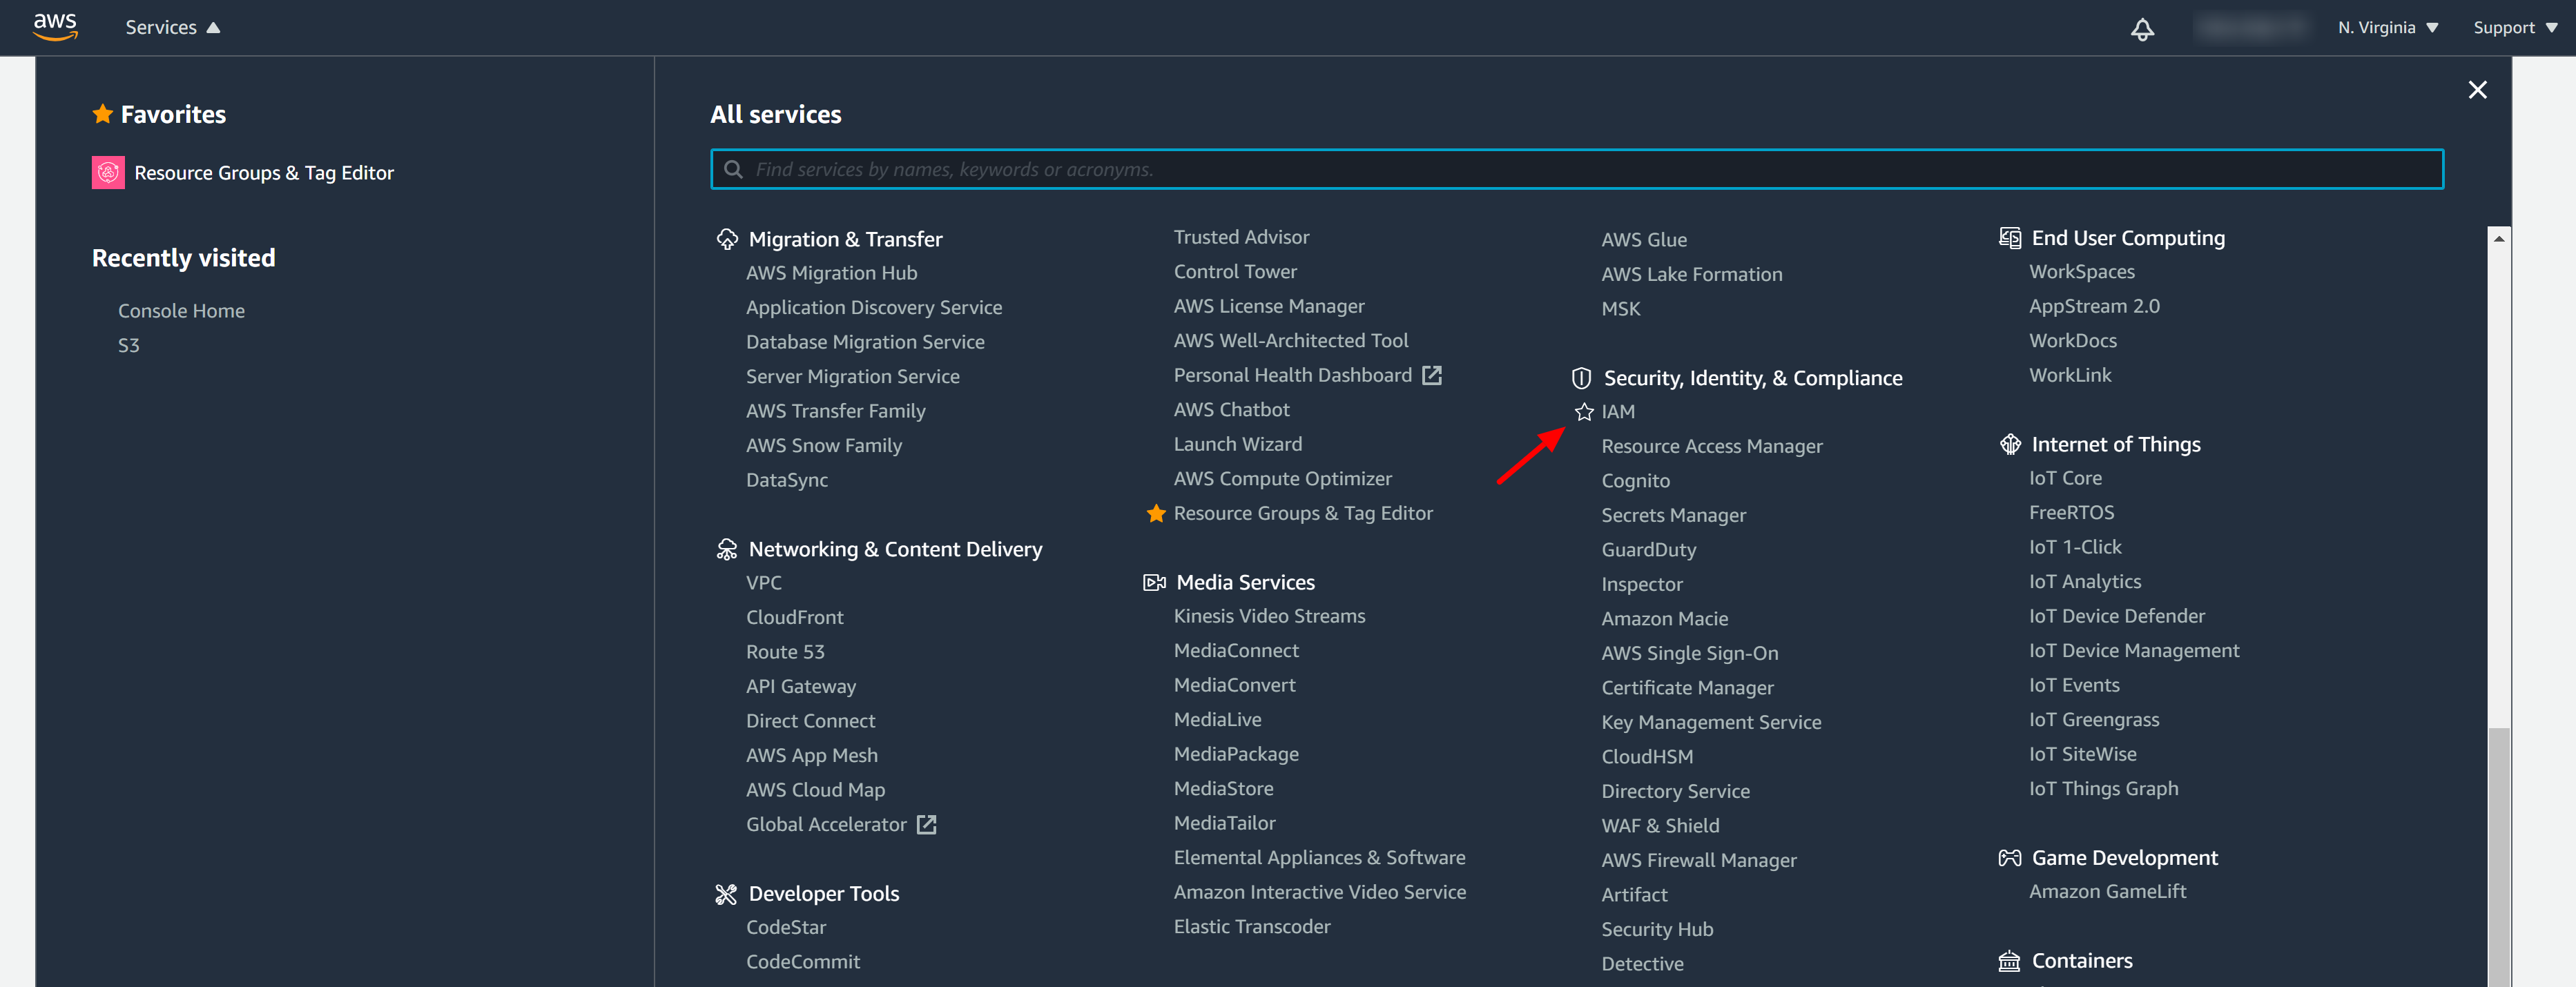 aws
Services
N. Virginia
Support
Favorites
Resource Groups & Tag Editor
Recently visited
Console Home
S3
All services
Find services by names, keywords or acronyms.
Migration & Transfer
AWS Migration Hub
Application Discovery Service
Database Migration Service
Server Migration Service
AWS Transfer Family
AWS Snow Family
DataSync
Networking & Content Delivery
VPC
CloudFront
Route 53
API Gateway
Direct Connect
AWS App Mesh
AWS Cloud Map
Global Accelerator
Developer Tools
CodeStar
CodeCommit
Trusted Advisor
Control Tower
AWS License Manager
AWS Well-Architected Tool
Personal Health Dashboard
AWS Chatbot
Launch Wizard
AWS Compute Optimizer
Resource Groups & Tag Editor
Media Services
Kinesis Video Streams
MediaConnect
MediaConvert
MediaLive
MediaPackage
MediaStore
MediaTailor
Elemental Appliances & Software
Amazon Interactive Video Service
Elastic Transcoder
AWS Glue
AWS Lake Formation
MSK
Security, Identity, & Compliance
IAM
Resource Access Manager
Cognito
Secrets Manager
GuardDuty
Inspector
Amazon Macie
AWS Single Sign-On
Certificate Manager
Key Management Service
CloudHSM
Directory Service
WAF & Shield
AWS Firewall Manager
Artifact
Security Hub
Detective
End User Computing
WorkSpaces
AppStream 2.0
WorkDocs
WorkLink
Internet of Things
IoT Core
FreeRTOS
IoT 1-Click
IoT Analytics
IoT Device Defender
IoT Device Management
IoT Events
IoT Greengrass
IoT SiteWise
IoT Things Graph
Game Development
Amazon GameLift
Containers